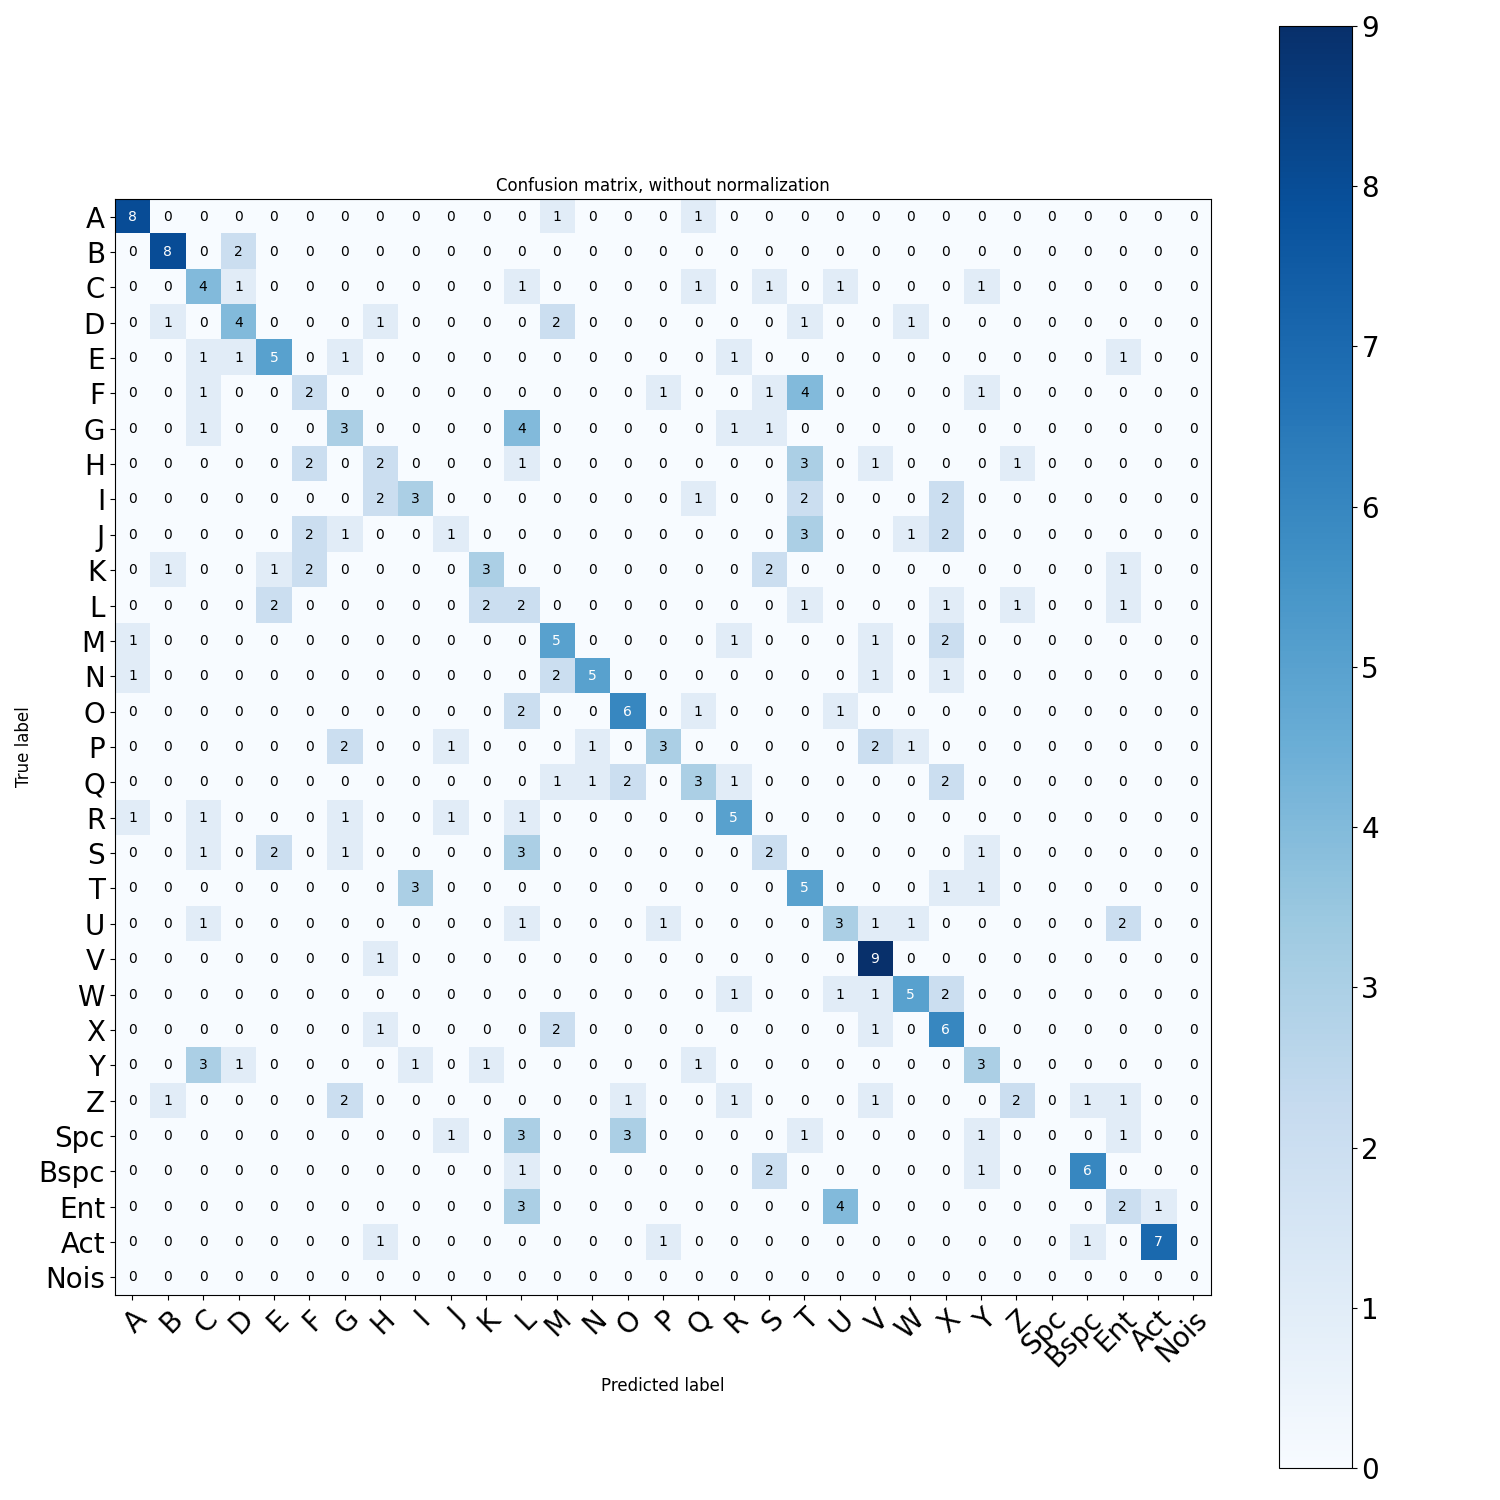 Confusion matrix, without normalization
A 8 0 0 0 0 0 0 0 0 0 0 0 1 0 0 0 1 0 0 0 0 0 0 0 0 0 0 0 0 0 0
B 0 8 0 2 0 0 0 0 0 0 0 0 0 0 0 0 0 0 0 0 0 0 0 0 0 0 0 0 0 0 0
C 0 0 4 1 0 0 0 0 0 0 0 1 0 0 0 0 1 0 1 0 1 0 0 0 1 0 0 0 0 0 0
D 0 1 0 4 0 0 0 1 0 0 0 0 2 0 0 0 0 0 0 1 0 0 1 0 0 0 0 0 0 0 0
E 0 0 1 1 5 0 1 0 0 0 0 0 0 0 0 0 0 1 0 0 0 0 0 0 0 0 0 0 1 0 0
F 0 0 1 0 0 2 0 0 0 0 0 0 0 0 0 1 0 0 1 4 0 0 0 0 1 0 0 0 0 0 0
G 0 0 1 0 0 0 3 0 0 0 0 4 0 0 0 0 0 1 1 0 0 0 0 0 0 0 0 0 0 0 0
H 0 0 0 0 0 2 0 2 0 0 0 1 0 0 0 0 0 0 0 3 0 1 0 0 0 1 0 0 0 0 0
I 0 0 0 0 0 0 0 2 3 0 0 0 0 0 0 0 1 0 0 2 0 0 0 2 0 0 0 0 0 0 0
J 0 0 0 0 0 2 1 0 0 1 0 0 0 0 0 0 0 0 0 3 0 0 1 2 0 0 0 0 0 0 0
K 0 1 0 0 1 2 0 0 0 0 3 0 0 0 0 0 0 0 2 0 0 0 0 0 0 0 0 0 1 0 0
L 0 0 0 0 2 0 0 0 0 0 2 2 0 0 0 0 0 0 0 1 0 0 0 1 0 1 0 0 1 0 0
M 1 0 0 0 0 0 0 0 0 0 0 0 5 0 0 0 0 1 0 0 0 1 0 2 0 0 0 0 0 0 0
N 1 0 0 0 0 0 0 0 0 0 0 0 2 5 0 0 0 0 0 0 0 1 0 1 0 0 0 0 0 0 0
O 0 0 0 0 0 0 0 0 0 0 0 2 0 0 6 0 1 0 0 0 1 0 0 0 0 0 0 0 0 0 0
P 0 0 0 0 0 0 2 0 0 1 0 0 0 1 0 3 0 0 0 0 0 2 1 0 0 0 0 0 0 0 0
Q 0 0 0 0 0 0 0 0 0 0 0 0 1 1 2 0 3 1 0 0 0 0 0 2 0 0 0 0 0 0 0
R 1 0 1 0 0 0 1 0 0 1 0 1 0 0 0 0 0 5 0 0 0 0 0 0 0 0 0 0 0 0 0
S 0 0 1 0 2 0 1 0 0 0 0 3 0 0 0 0 0 0 2 0 0 0 0 0 1 0 0 0 0 0 0
T 0 0 0 0 0 0 0 0 3 0 0 0 0 0 0 0 0 0 0 5 0 0 0 1 1 0 0 0 0 0 0
U 0 0 1 0 0 0 0 0 0 0 0 1 0 0 0 1 0 0 0 0 3 1 1 0 0 0 0 0 2 0 0
V 0 0 0 0 0 0 0 1 0 0 0 0 0 0 0 0 0 0 0 0 0 9 0 0 0 0 0 0 0 0 0
W 0 0 0 0 0 0 0 0 0 0 0 0 0 0 0 0 0 1 0 0 1 1 5 2 0 0 0 0 0 0 0
X 0 0 0 0 0 0 0 1 0 0 0 0 2 0 0 0 0 0 0 0 0 1 0 6 0 0 0 0 0 0 0
Y 0 0 3 1 0 0 0 0 1 0 1 0 0 0 0 0 1 0 0 0 0 0 0 0 3 0 0 0 0 0 0
Z 0 1 0 0 0 0 2 0 0 0 0 0 0 0 1 0 0 1 0 0 0 1 0 0 0 2 0 1 1 0 0
Spc 0 0 0 0 0 0 0 0 0 1 0 3 0 0 3 0 0 0 0 1 0 0 0 0 1 0 0 0 1 0 0
Bspc 0 0 0 0 0 0 0 0 0 0 0 1 0 0 0 0 0 0 2 0 0 0 0 0 1 0 0 6 0 0 0
Ent 0 0 0 0 0 0 0 0 0 0 0 3 0 0 0 0 0 0 0 0 4 0 0 0 0 0 0 0 2 1 0
Act 0 0 0 0 0 0 0 1 0 0 0 0 0 0 0 1 0 0 0 0 0 0 0 0 0 0 0 1 0 7 0
Nois 0 0 0 0 0 0 0 0 0 0 0 0 0 0 0 0 0 0 0 0 0 0 0 0 0 0 0 0 0 0 0
A B C D E F G H I J K L M N O P Q R S T U V W X Y Z Spc Bspc Ent Act Nois
Predicted label
True label
9
8
7
6
5
4
3
2
1
0